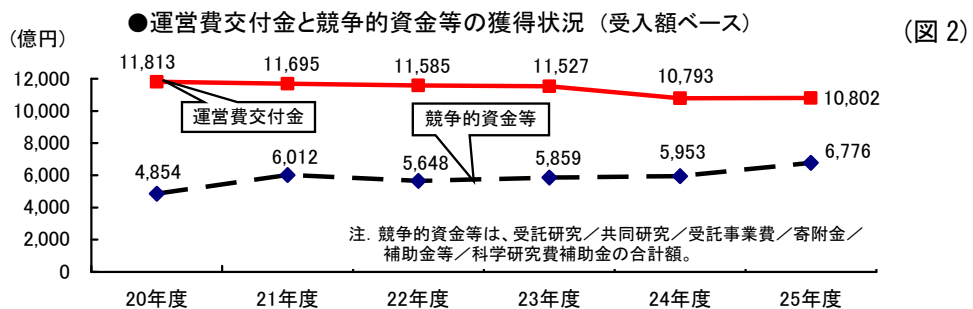 ●運営費交付金と競争的資金等の獲得状況（受入額ベース）
（図２）
（億円）
12,000
10,000
8,000
6,000
4,000
2,000
0
11,813
11,695
11,585
11,527
10,793
10,802
運営費交付金
競争的資金等
4,854
6,012
5,648
5,859
5,953
6,776
注．競争的資金等は、受託研究／共同研究／受託事業費／寄附金／
補助金等／科学研究費補助金の合計額。
20年度
21年度
22年度
23年度
24年度
25年度